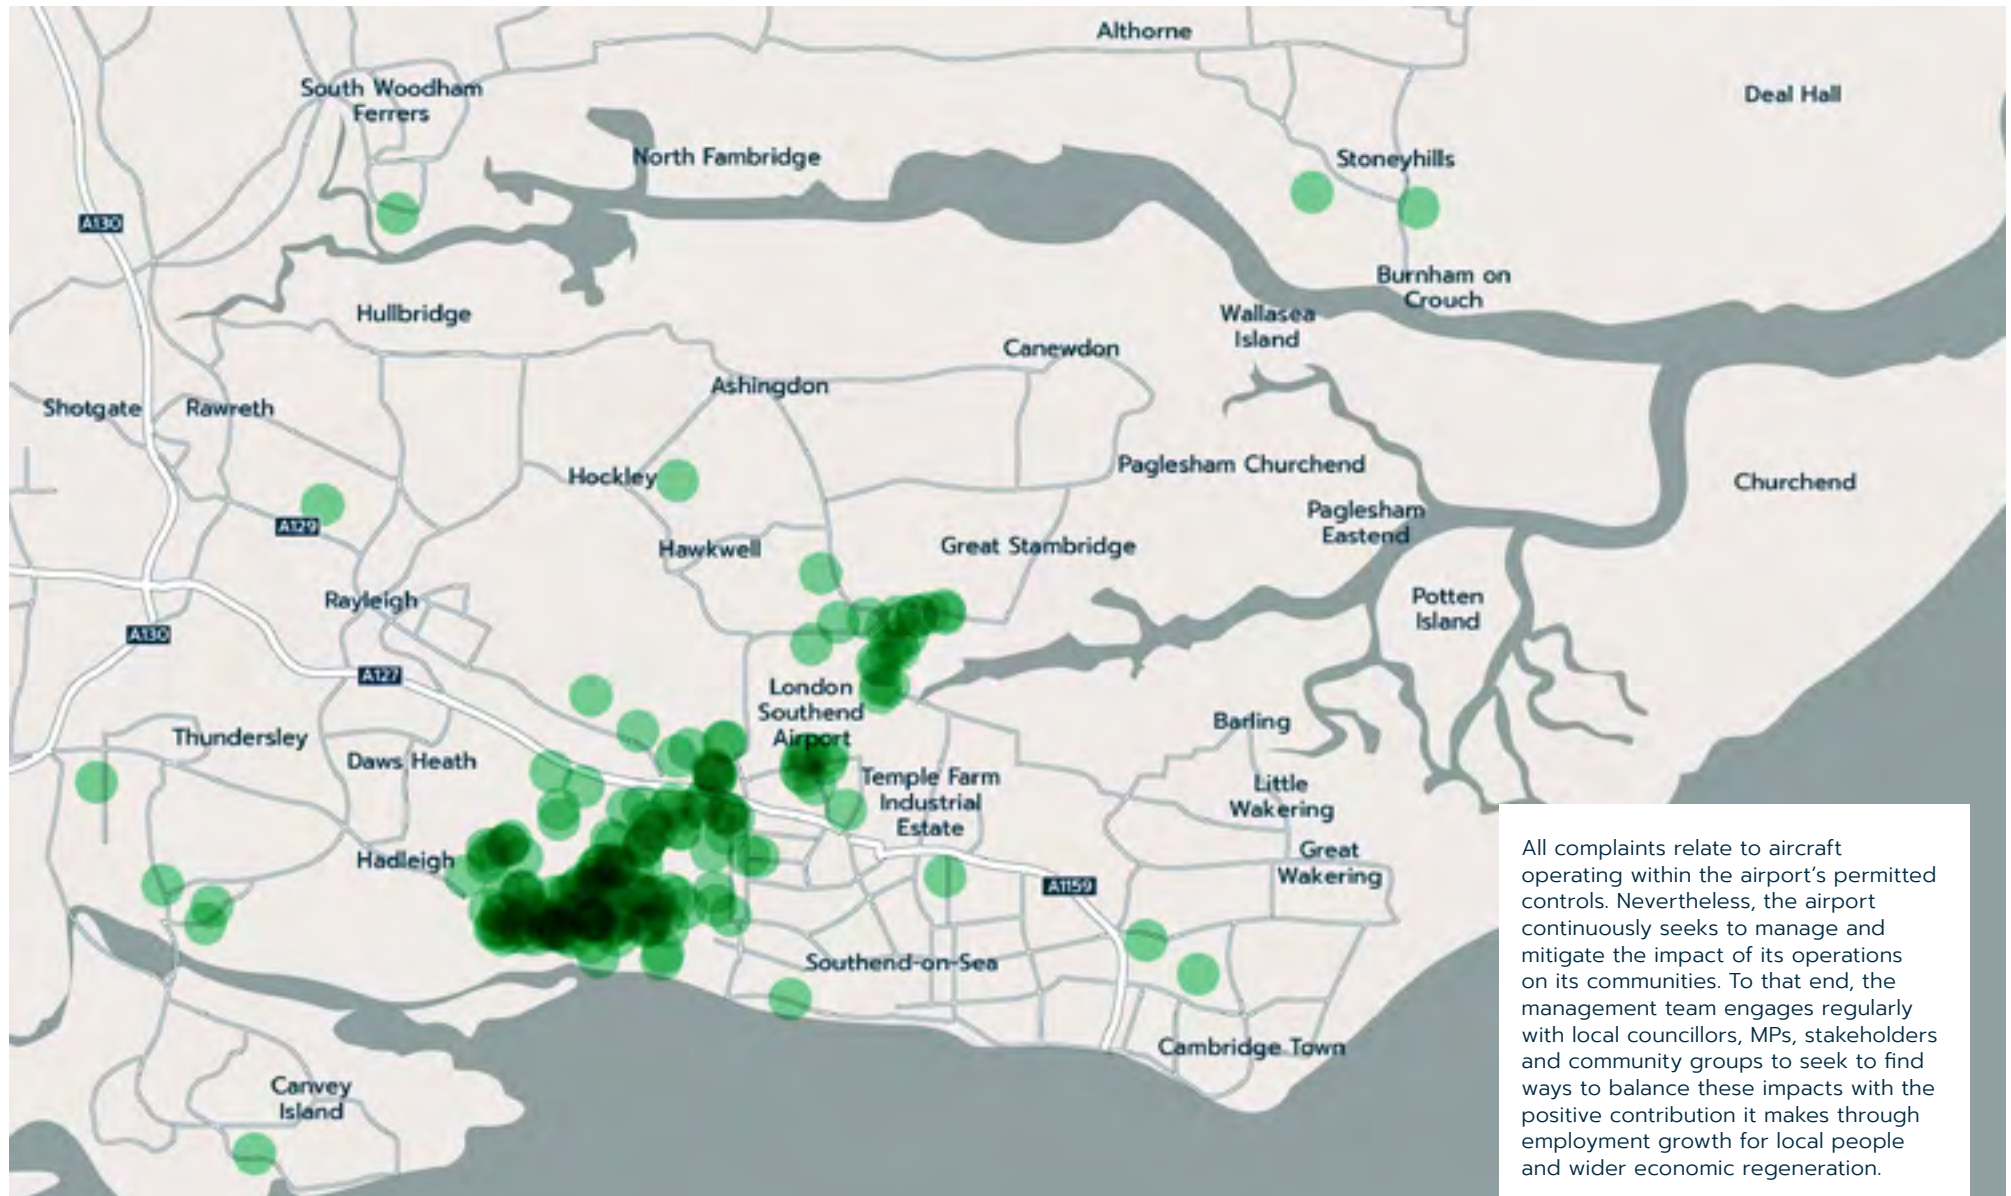 Althorne
South Woodham
Ferrers
Deal Hall
North Fambridge
Stoneyhills
A130
Burnham on
Crouch
Hullbridge
Wallasea
Island
Canewdon
Ashingdon
Shotgate
Rawreth
Paglesham Churchend
Hockley
Churchend
Paglesham
Eastend
A129
Hawkwell
Great Stambridge
Rayleigh
Potten
Island
A130
A127
London
Southend
Airport
Barling
Thundersley
Daws Heath
Temple Farm
Industrial
Estate
Little
Wakering
Hadleigh
Great
Wakering
A1159
Southend-on-Sea
Cambridge Town
Canvey
Island
All complaints relate to aircraft
operating within the airport’s permitted
controls. Nevertheless, the airport
continuously seeks to manage and
mitigate the impact of its operations
on its communities. To that end, the
management team engages regularly
with local councillors, MPs, stakeholders
and community groups to seek to find
ways to balance these impacts with the
positive contribution it makes through
employment growth for local people
and wider economic regeneration.